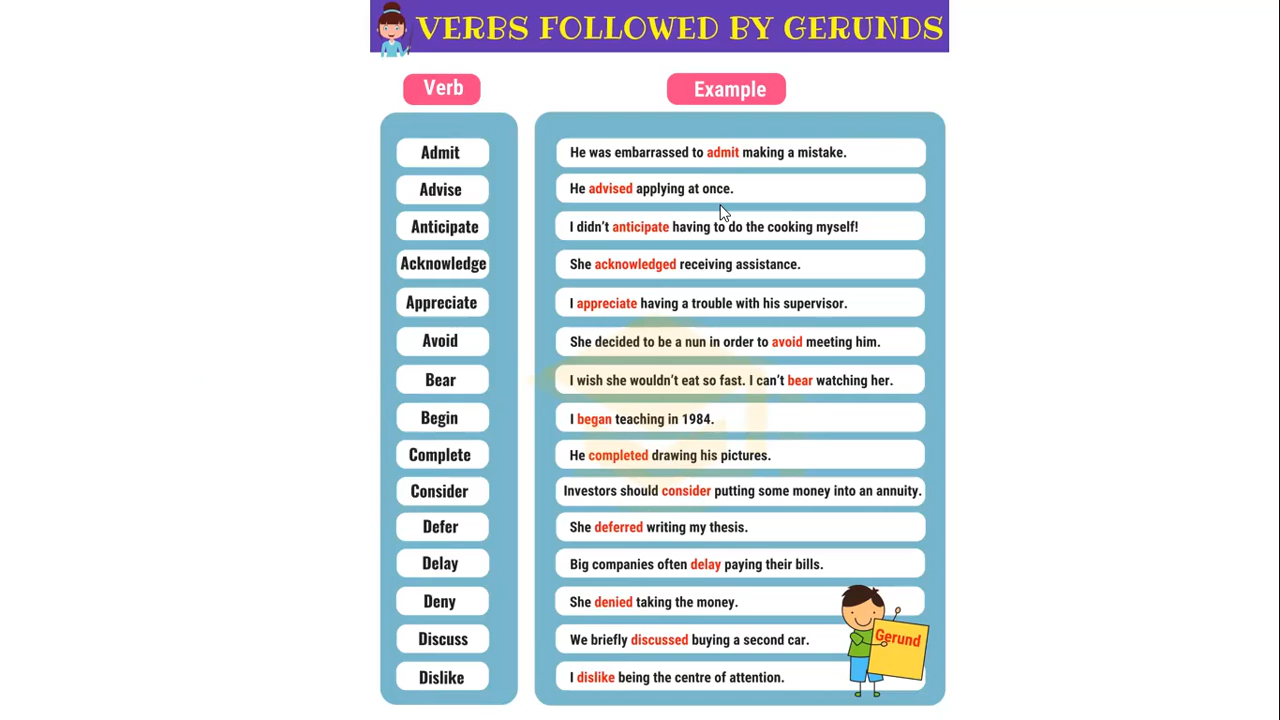 VERBS FOLLOWED BY GERUNDS
Verb Example
Admit He was embarrassed to admit making a mistake.
Advise He advised applying at once.
Anticipate I didn't anticipate having to do the cooking myself!
Acknowledge She acknowledged receiving assistance.
Appreciate I appreciate having a trouble with his supervisor.
Avoid She decided to be a nun in order to avoid meeting him.
Bear I wish she wouldn't eat so fast. I can't bear watching her.
Begin I began teaching in 1984.
Complete He completed drawing his pictures.
Consider Investors should consider putting some money into an annuity.
Defer She deferred writing my thesis.
Delay Big companies often delay paying their bills.
Deny She denied taking the money.
Discuss We briefly discussed buying a second car.
Gerund
Dislike I dislike being the centre of attention.